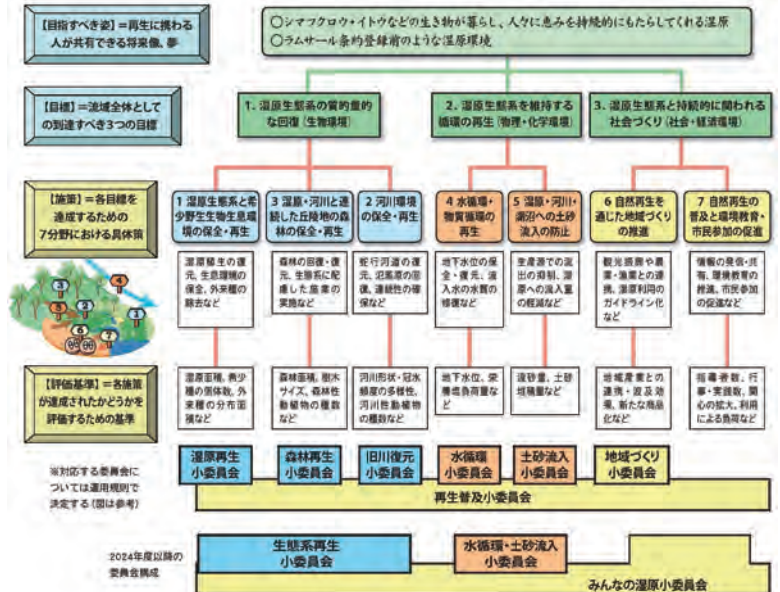 【目指すべき姿】=再生に携わる
人が共有できる将来像、夢
○シマフクロウ・イトウなどの生き物が暮らし、人々に恵みを持続的にもたらしてくれる湿原
○ラムサール条約登録前のような湿原環境
【目標】=流域全体として
の到達すべき3つの目標
1. 湿原生態系の質的量的
な回復(生物環境)
2. 湿原生態系を維持する
循環の再生(物理・化学環境)
3. 湿原生態系と持続的に関われる
社会づくり(社会・経済環境)
【施策】=各目標を
達成するための
7分野における具体策
1 湿原生態系と希
少野生生物生息環
境の保全・再生
3 湿原・河川と連
続した丘陵地の森
林の保全・再生
2 河川環境
の保全・再生
4 水循環・
物質循環の
再生
5 湿原・河川・
湖沼への土砂
流入の防止
6 自然再生を
通じた地域づくり
の推進
7 自然再生の
普及と環境教育・
市民参加の促進
湿原植生の復
元、生息環境の
保全、外来種の
除去など
森林の回復・復
元、生態系に配
慮した施業の
実施など
蛇行河道の復
元、氾濫原の回
復、連続性の確
保など
地下水位の保
全・復元、流
入水の水質の
修復など
生産源での流
出の抑制、湿
原への流入量
の軽減など
観光振興や農
業・漁業との連
携、湿原利用の
ガイドライン化
など
情報の発信・共
有、環境教育の
推進、市民参加
の促進など
3
4
5
2
1
6
7
【評価基準】=各施策
が達成されたかどうかを
評価するための基準
湿原面積、希少
種の個体数、外
来種の分布面
積など
森林面積、樹木
サイズ、森林性
動植物の種数
など
河川形状・冠水
頻度の多様性、
河川性動植物
の種数など
地下水位、栄
養塩負荷量な
ど
流砂量、土砂
堆積量など
地域産業との
連携・波及効
果、新たな商品
化など
指導者数、行
事・実践数、関
心の拡大、利用
による負荷など
※対応する委員会に
ついては運用規則で
決定する(図は参考)
湿原再生
小委員会
森林再生
小委員会
旧川復元
小委員会
水循環
小委員会
土砂流入
小委員会
地域づくり
小委員会
再生普及小委員会
2024年度以降の
委員会構成
生態系再生
小委員会
水循環・土砂流入
小委員会
みんなの湿原小委員会